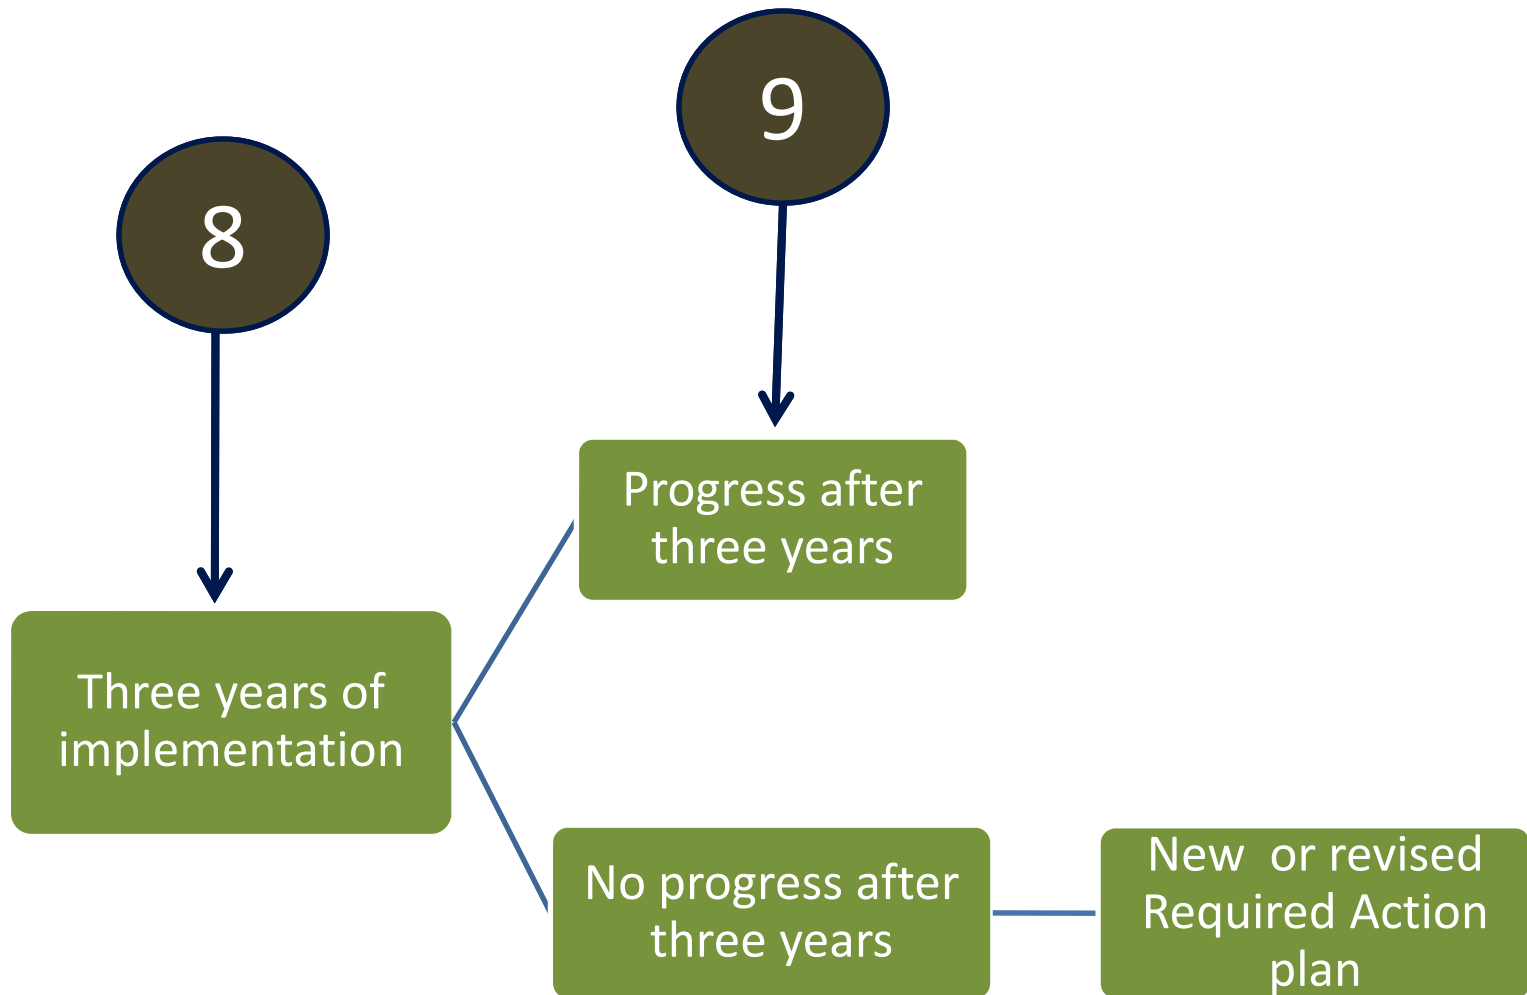 9
8
Progress after
three years
Three years of
implementation
No progress after
three years
New  or revised
Required Action
plan